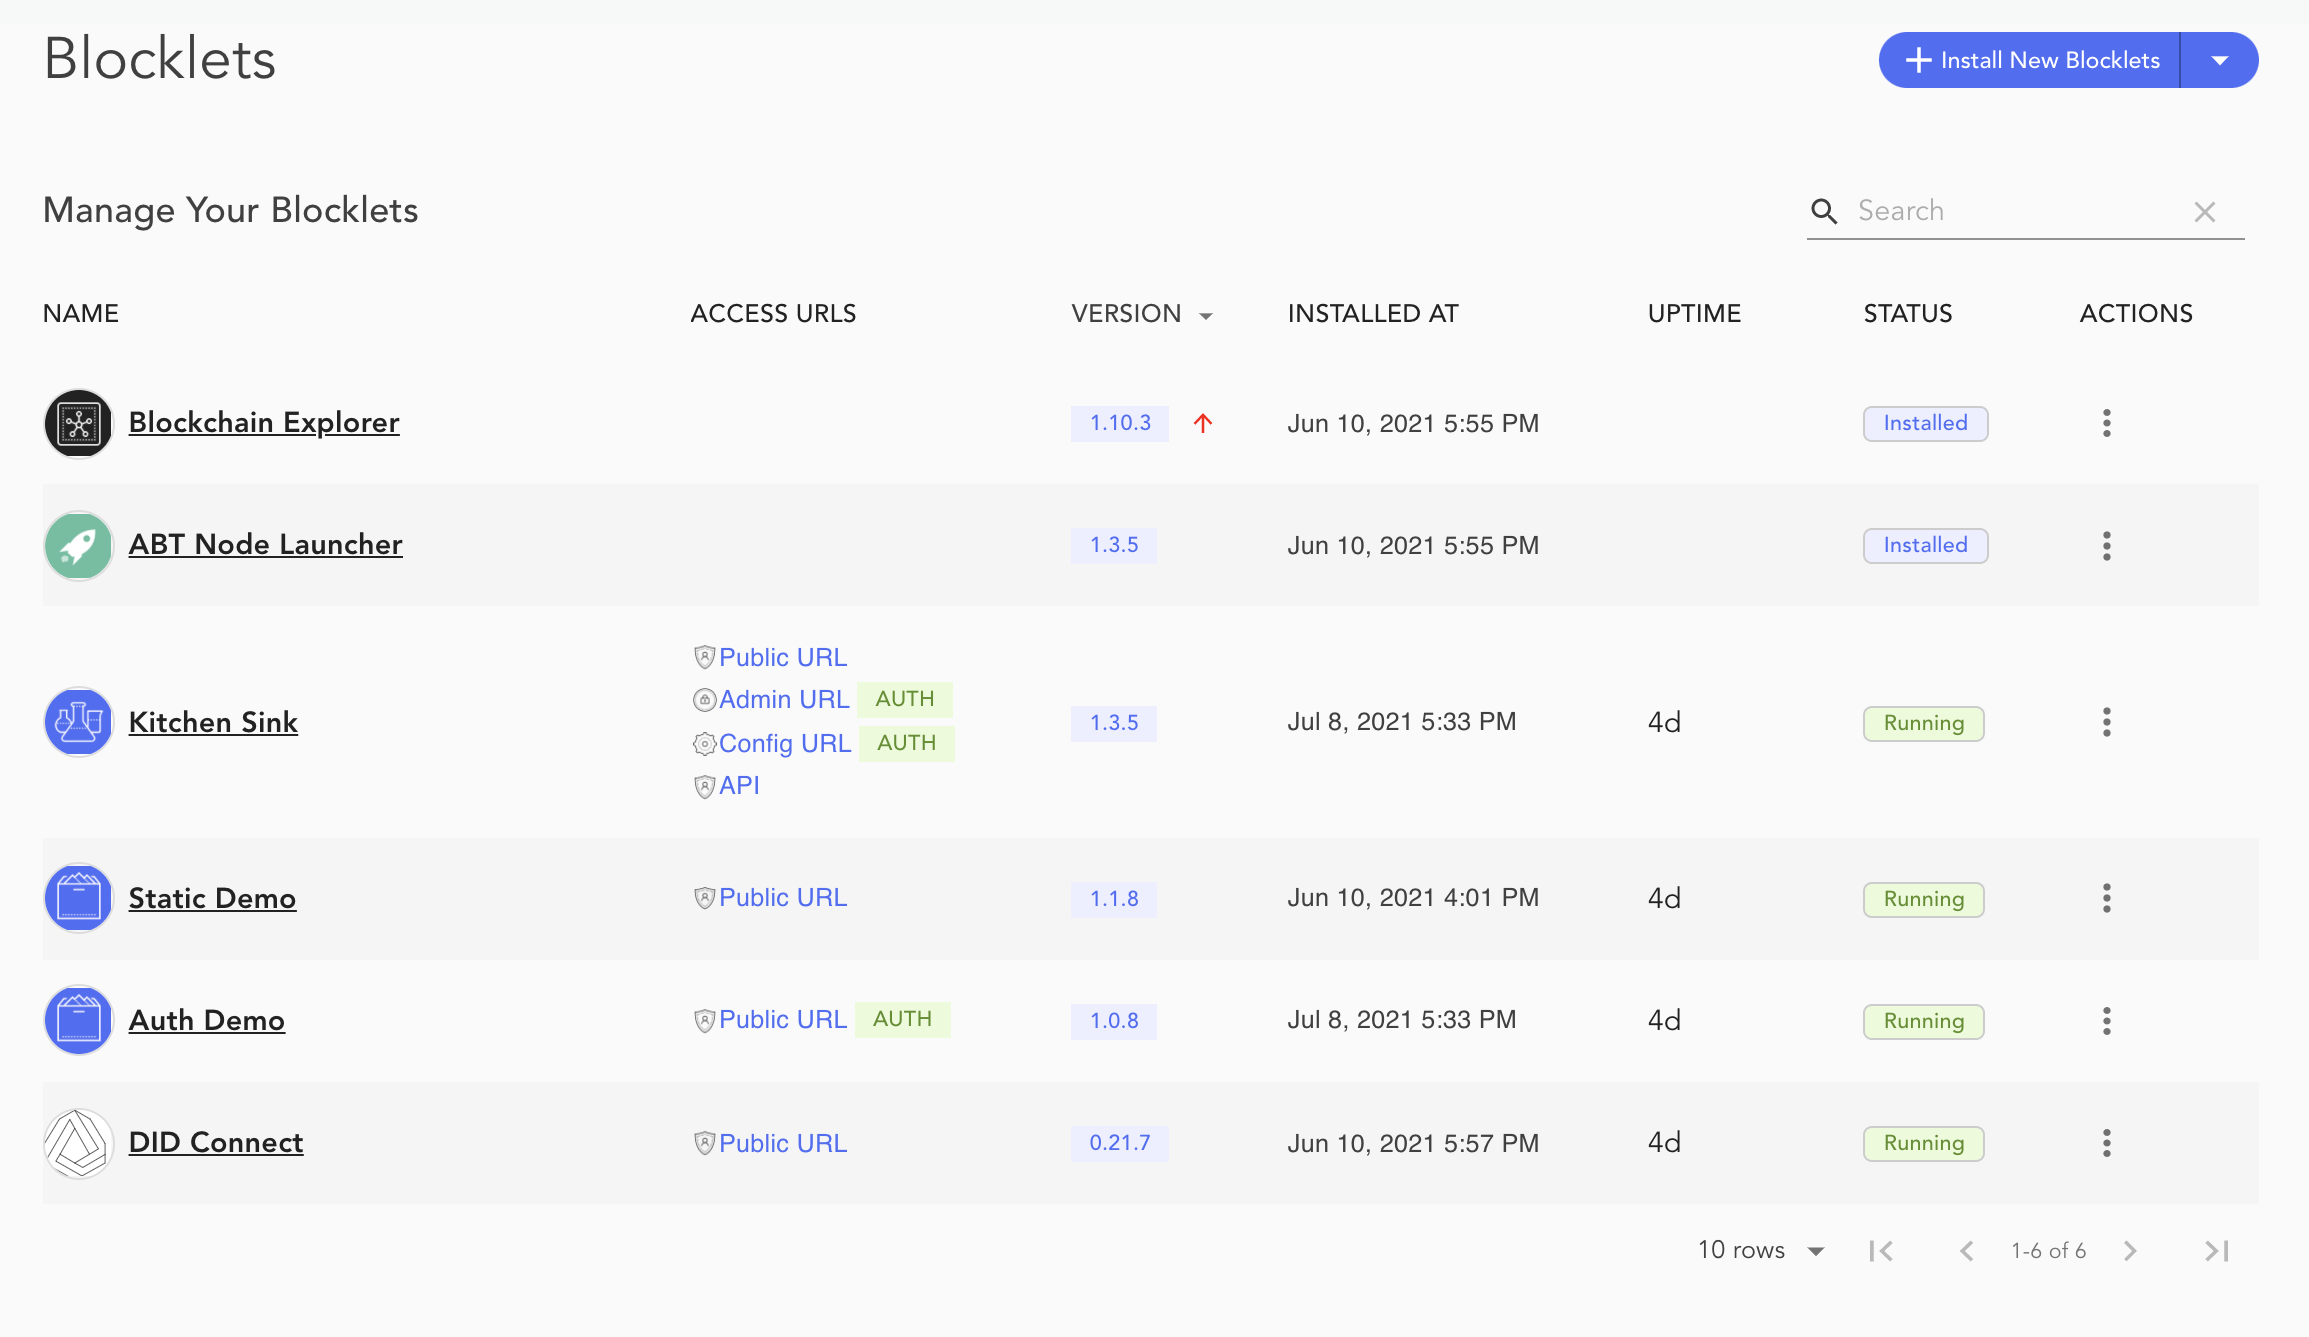 Blocklets
Install New Blocklets
Manage Your Blocklets
Search
NAME ACCESS URLS VERSION INSTALLED AT UPTIME STATUS ACTIONS
Blockchain Explorer 1.10.3 Jun 10, 2021 5:55 PM Installed
ABT Node Launcher 1.3.5 Jun 10, 2021 5:55 PM Installed
Public URL
Admin URL AUTH
Kitchen Sink 1.3.5 Jul 8, 2021 5:33 PM 4d Running
Config URL AUTH
API
Static Demo Public URL 1.1.8 Jun 10, 2021 4:01 PM 4d Running
Auth Demo Public URL AUTH 1.0.8 Jul 8, 2021 5:33 PM 4d Running
DID Connect Public URL 0.21.7 Jun 10, 2021 5:57 PM 4d Running
10 rows 1-6 of 6